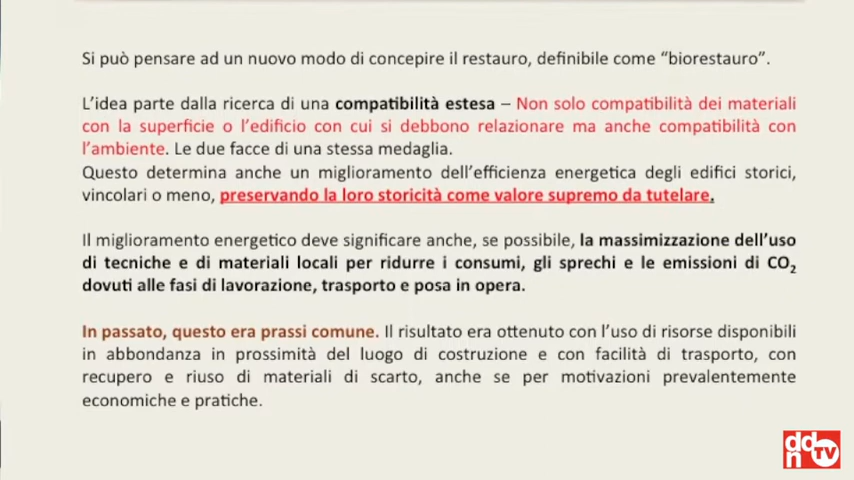 Si può pensare ad un nuovo modo di concepire il restauro, definibile come “biorestauro”.
L’idea parte dalla ricerca di una compatibilità estesa – Non solo compatibilità dei materiali
con la superficie o l’edificio con cui si debbono relazionare ma anche compatibilità con
l’ambiente. Le due facce di una stessa medaglia.
Questo determina anche un miglioramento dell’efficienza energetica degli edifici storici,
vincolari o meno, preservando la loro storicità come valore supremo da tutelare.
Il miglioramento energetico deve significare anche, se possibile, la massimizzazione dell’uso
di tecniche e di materiali locali per ridurre i consumi, gli sprechi e le emissioni di CO2
dovuti alle fasi di lavorazione, trasporto e posa in opera.
In passato, questo era prassi comune. Il risultato era ottenuto con l’uso di risorse disponibili
in abbondanza in prossimità del luogo di costruzione e con facilità di trasporto, con
recupero e riuso di materiali di scarto, anche se per motivazioni prevalentemente
economiche e pratiche.
ddn TV